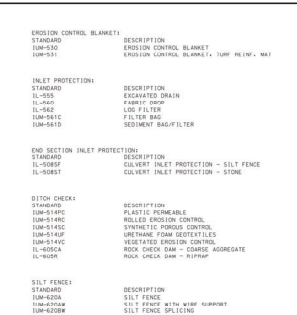 EROSION CONTROL BLANKET:
STANDARD DESCRIPTION
IUM-530 EROSION CONTROL BLANKET
IUM-531 EROSION CONTROL BLANKET, TURF REINF. MAT
INLET PROTECTION:
STANDARD DESCRIPTION
IL-555 EXCAVATED DRAIN
IL-560 FABRIC DROP
IL-562 LOG FILTER
IUM-561C FILTER BAG
IUM-561D SEDIMENT BAG/FILTER
END SECTION INLET PROTECTION:
STANDARD DESCRIPTION
IL-508SF CULVERT INLET PROTECTION - SILT FENCE
IL-508ST CULVERT INLET PROTECTION - STONE
DITCH CHECK:
STANDARD DESCRIPTION
IUM-514PC PLASTIC PERMEABLE
IUM-514RC ROLLED EROSION CONTROL
IUM-514SC SYNTHETIC POROUS CONTROL
IUM-514UF URETHANE FOAM GEOTEXTILES
IUM-514VC VEGETATED EROSION CONTROL
IL-605CA ROCK CHECK DAM - COARSE AGGREGATE
IL-605R ROCK CHECK DAM - RIPRAP
SILT FENCE:
STANDARD DESCRIPTION
IUM-620A SILT FENCE
IUM-620AW SILT FENCE WITH WIRE SUPPORT
IUM-620BW SILT FENCE SPLICING